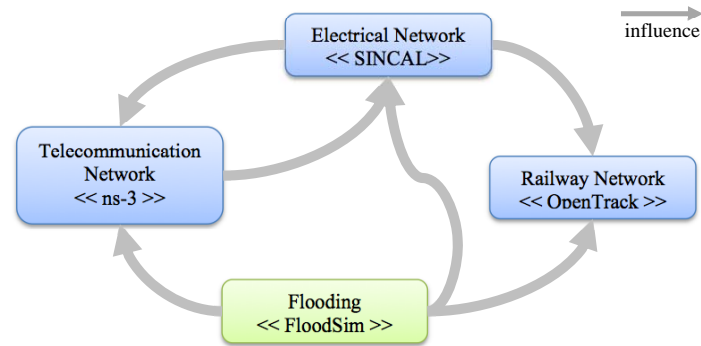 influence
Electrical Network
<< SINCAL>>
Telecommunication
Network
<< ns-3 >>
Railway Network
<< OpenTrack >>
Flooding
<< FloodSim >>